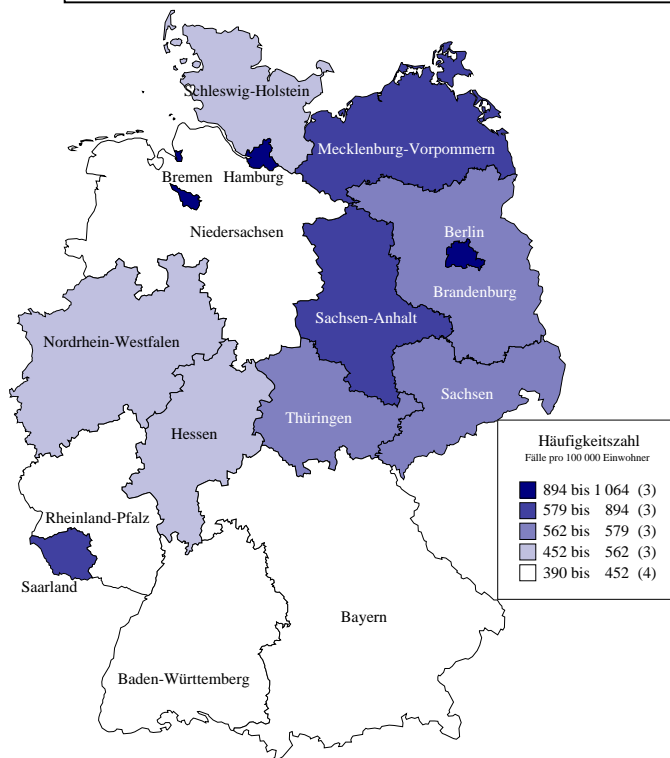 Schleswig-Holstein
Mecklenburg-Vorpommern
Bremen
Hamburg
Niedersachsen
Berlin
Brandenburg
Sachsen-Anhalt
Nordrhein-Westfalen
Sachsen
Thüringen
Hessen
Häufigkeitszahl
Fälle pro 100 000 Einwohner
894 bis 1 064 (3)
579 bis 894 (3)
562 bis 579 (3)
452 bis 562 (3)
390 bis 452 (4)
Rheinland-Pfalz
Saarland
Bayern
Baden-Württemberg